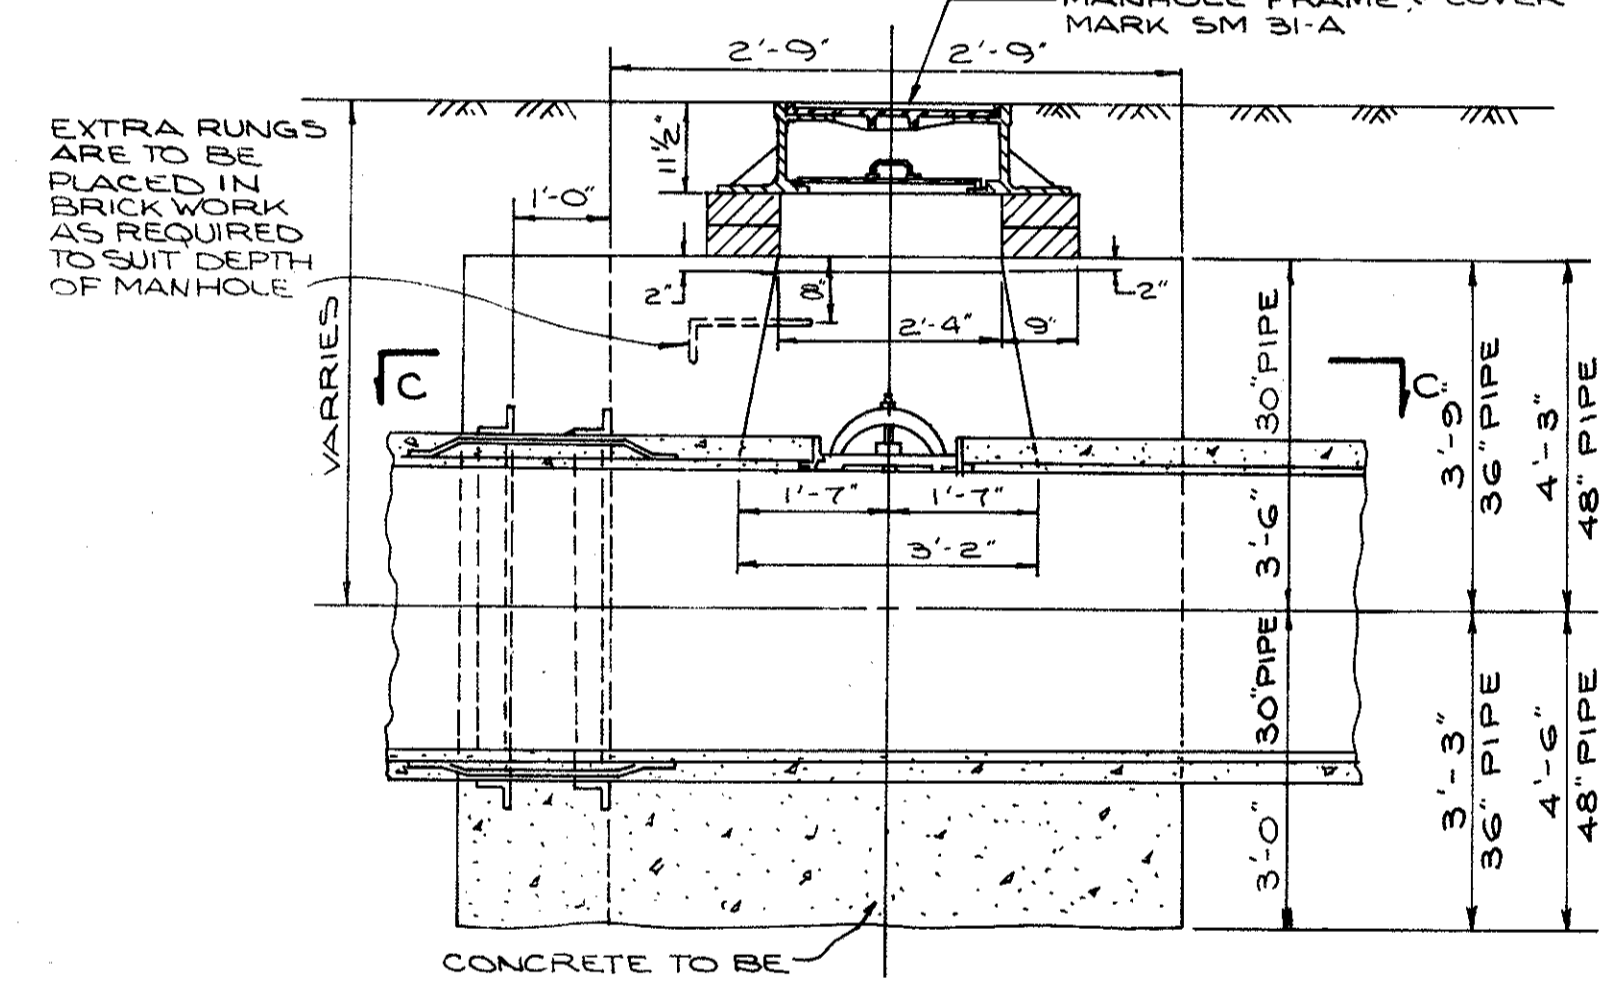 MANHOLE FRAME & COVER
MARK SM 31-A
2'-9" 2'-9"
EXTRA RUNGS
ARE TO BE
PLACED IN
BRICK WORK
AS REQUIRED
TO SUIT DEPTH
OF MANHOLE
11½"
1'-0"
2"
8"
2"
2'-4" 9"
VARRIES
C
C
1'-7" 1'-7"
3'-2"
30" PIPE
3'-6"
3'-9"
36" PIPE
4'-3"
48" PIPE
30" PIPE
3'-0"
3'-3"
36" PIPE
4'-6"
48" PIPE
CONCRETE TO BE